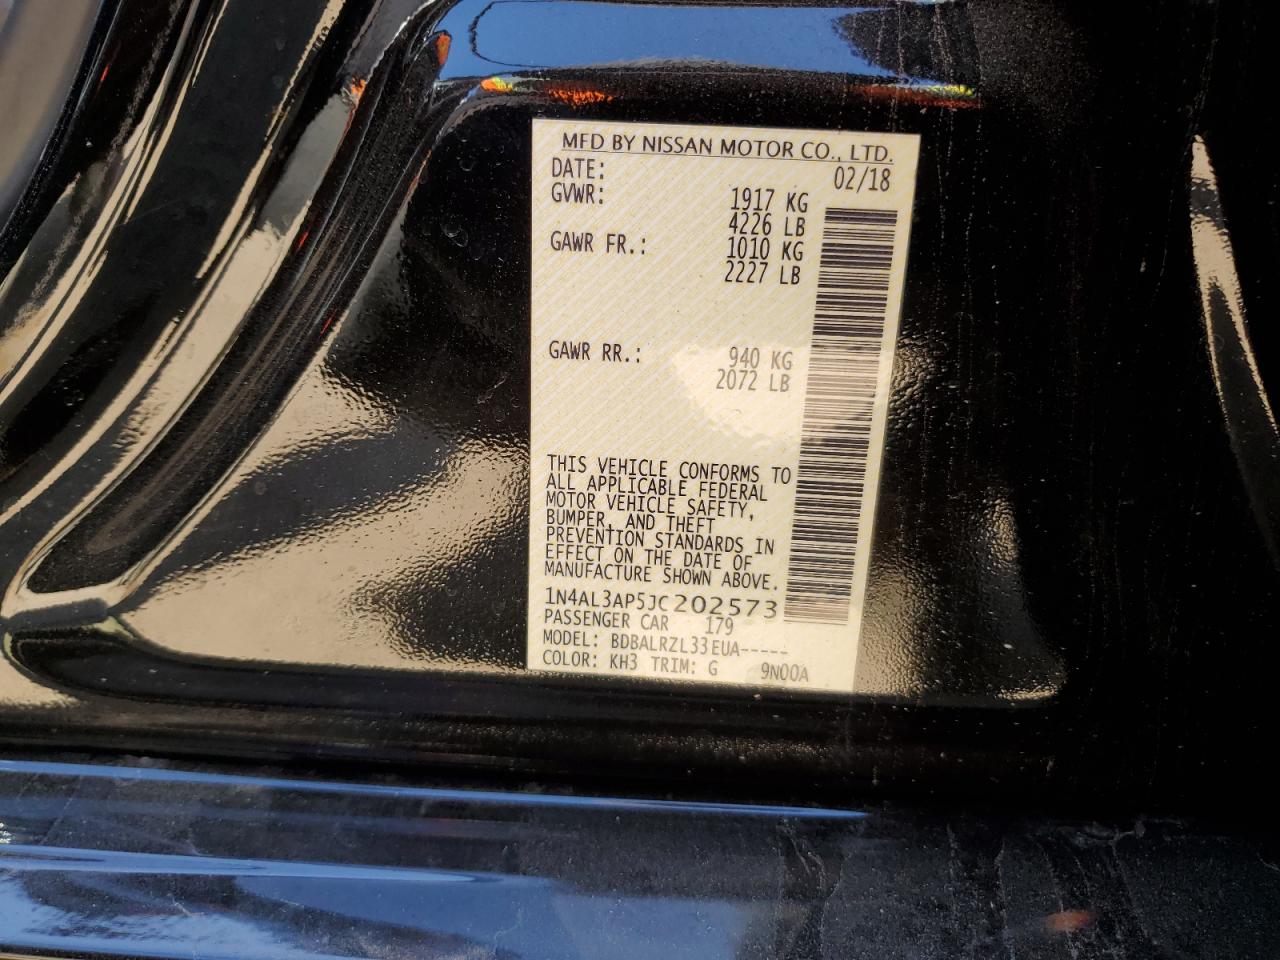 MFD BY NISSAN MOTOR CO., LTD.
DATE: 02/18
GVWR: 1917 KG
4226 LB
GAWR FR.: 1010 KG
2227 LB
GAWR RR.: 940 KG
2072 LB
THIS VEHICLE CONFORMS TO
ALL APPLICABLE FEDERAL
MOTOR VEHICLE SAFETY,
BUMPER, AND THEFT
PREVENTION STANDARDS IN
EFFECT ON THE DATE OF
MANUFACTURE SHOWN ABOVE.
1N4AL3AP5JC202573
PASSENGER CAR 179
MODEL: BDBALRZL33EUA-----
COLOR: KH3 TRIM: G 9N00A